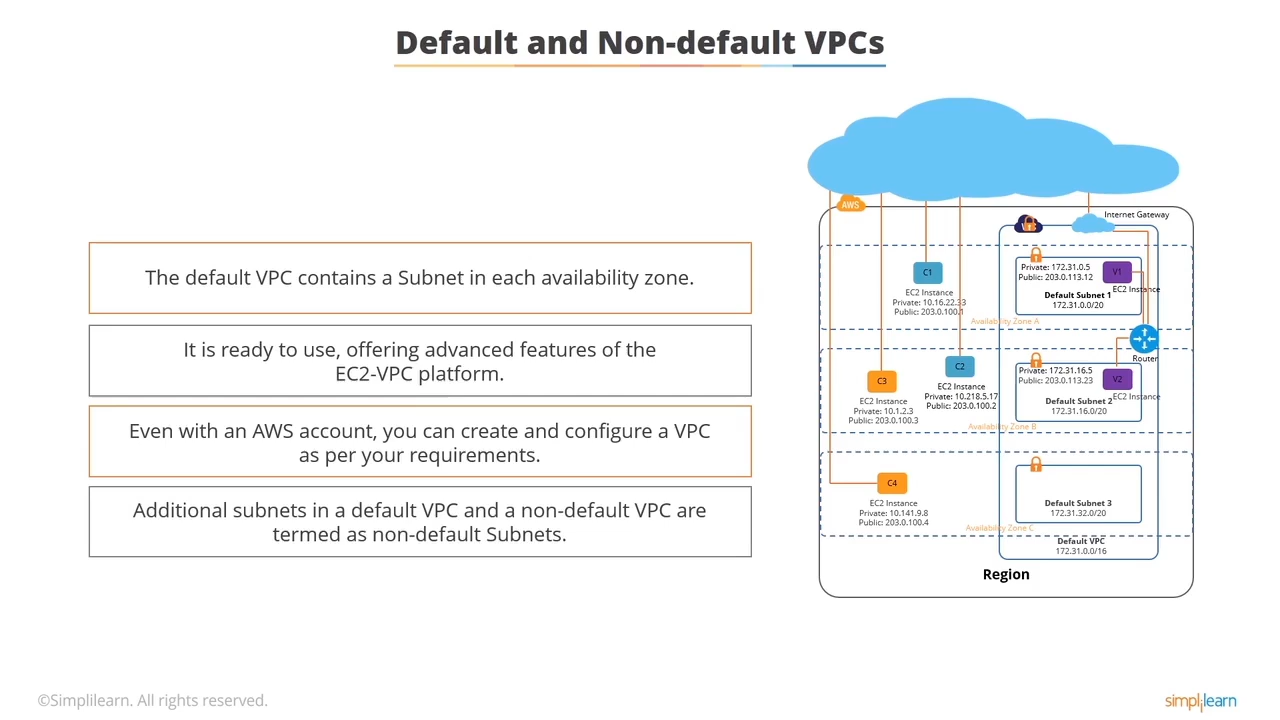 Default and Non-default VPCs
The default VPC contains a Subnet in each availability zone.
It is ready to use, offering advanced features of the
EC2-VPC platform.
Even with an AWS account, you can create and configure a VPC
as per your requirements.
Additional subnets in a default VPC and a non-default VPC are
termed as non-default Subnets.
AWS
Internet Gateway
C1
EC2 Instance
Private: 10.16.22.33
Public: 203.0.100.1
Private: 172.31.0.5
Public: 203.0.113.12
V1
EC2 Instance
Default Subnet 1
172.31.0.0/20
Availability Zone A
Router
C2
EC2 Instance
Private: 10.218.5.17
Public: 203.0.100.2
C3
EC2 Instance
Private: 10.1.2.3
Public: 203.0.100.3
Private: 172.31.16.5
Public: 203.0.113.23
V2
EC2 Instance
Default Subnet 2
172.31.16.0/20
Availability Zone B
C4
EC2 Instance
Private: 10.141.9.8
Public: 203.0.100.4
Default Subnet 3
172.31.32.0/20
Availability Zone C
Default VPC
172.31.0.0/16
Region
©Simplilearn. All rights reserved.
simplilearn